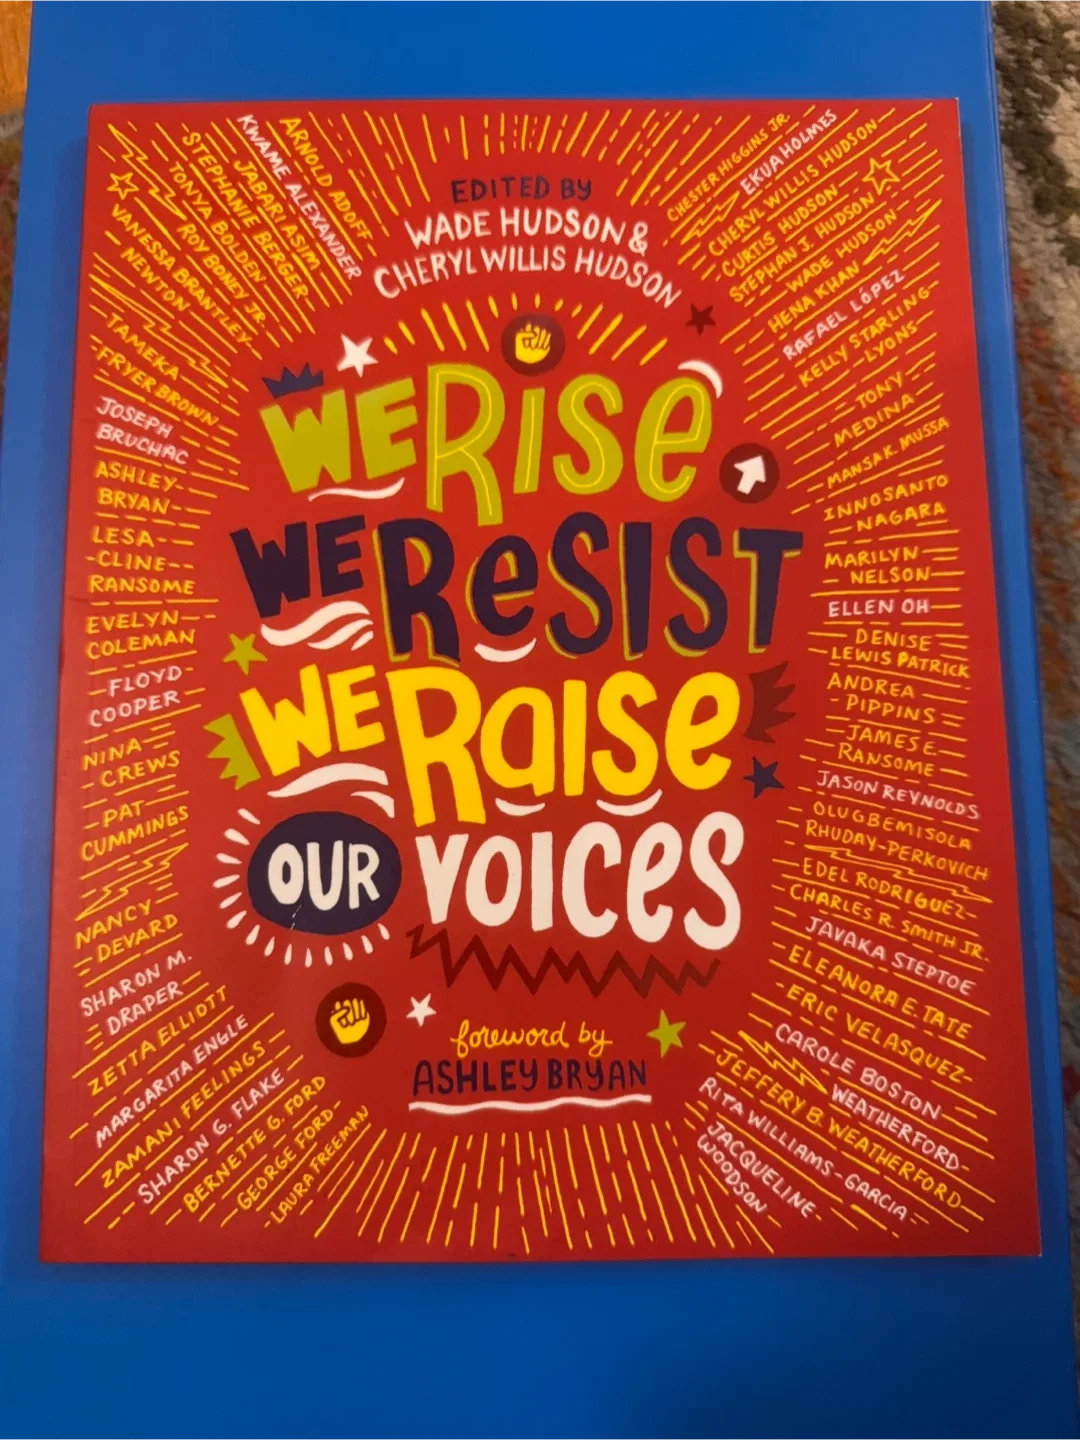 EDITED BY
WADE HUDSON &
CHERYL WILLIS HUDSON
WE RISE
WE ReSIST
WE RaISe
OUR VOICeS
foreword by
ASHLEY BRYAN
ARNOLD ADOFF
KWAME ALEXANDER
JABARI ASIM
STEPHANIE BERGER
TONYA BOLDEN
ROY BONEY JR.
VANESSA BRANTLEY
NEWTON
TAMEKA
FRYER BROWN
JOSEPH
BRUCHAC
ASHLEY
BRYAN
LESA
CLINE-
RANSOME
EVELYN
COLEMAN
FLOYD
COOPER
NINA
CREWS
PAT
CUMMINGS
NANCY
DEVARD
SHARON M.
DRAPER
ZETTA ELLIOTT
MARGARITA ENGLE
ZAMANI FEELINGS
SHARON G. FLAKE
BERNETTE G. FORD
GEORGE FORD
LAURA FREEMAN
CHESTER HIGGINS JR.
EKUA HOLMES
CHERYL WILLIS HUDSON
CURTIS HUDSON
STEPHAN J. HUDSON
WADE HUDSON
HENA KHAN
RAFAEL LÓPEZ
KELLY STARLING
LYONS
TONY
MEDINA
MANSA K. MUSSA
INNOSANTO
NAGARA
MARILYN
NELSON
ELLEN OH
DENISE
LEWIS PATRICK
ANDREA
PIPPINS
JAMES E.
RANSOME
JASON REYNOLDS
OLUGBEMISOLA
RHUDAY-PERKOVICH
EDEL RODRIGUEZ
CHARLES R. SMITH JR.
JAVAKA STEPTOE
ELEANORA E. TATE
ERIC VELASQUEZ
CAROLE BOSTON
WEATHERFORD
JEFFERY B. WEATHERFORD
RITA WILLIAMS-GARCIA
JACQUELINE
WOODSON